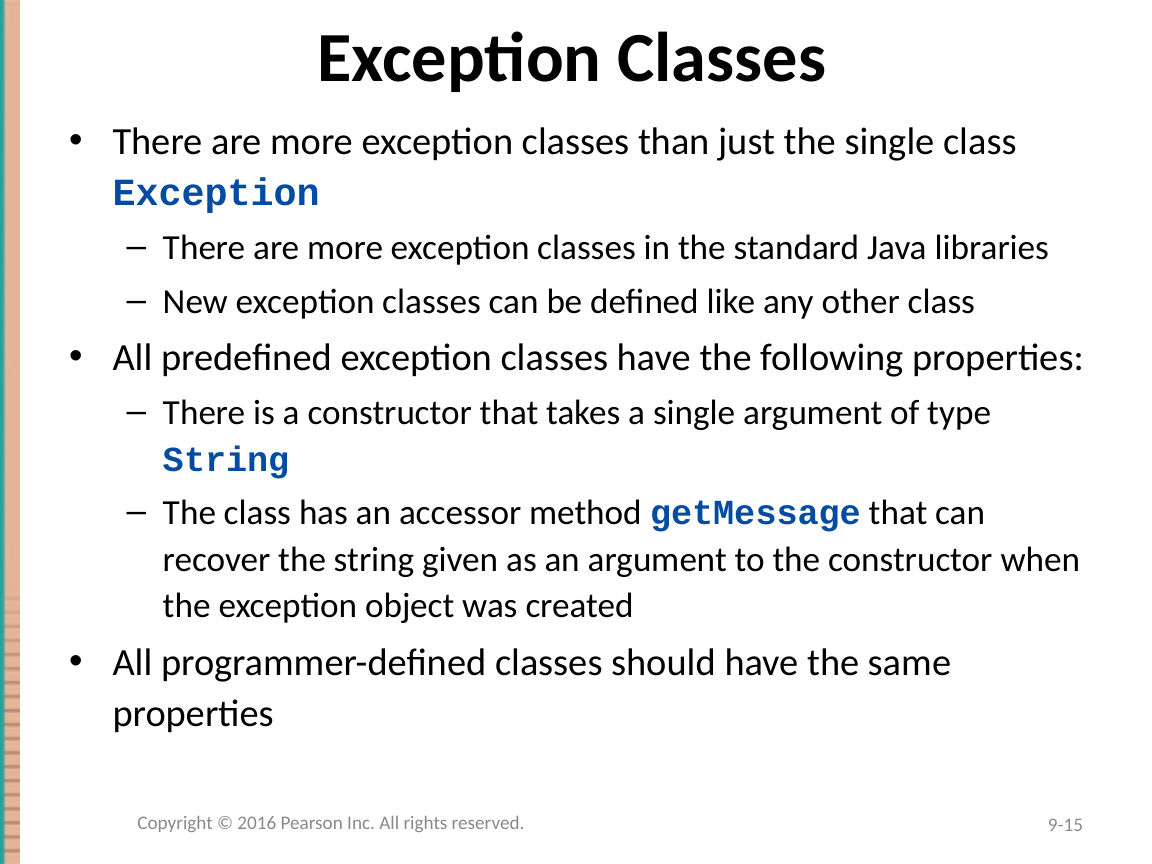 Exception Classes
• There are more exception classes than just the single class
Exception
– There are more exception classes in the standard Java libraries
– New exception classes can be defined like any other class
• All predefined exception classes have the following properties:
– There is a constructor that takes a single argument of type
String
– The class has an accessor method getMessage that can
recover the string given as an argument to the constructor when
the exception object was created
• All programmer-defined classes should have the same
properties
Copyright © 2016 Pearson Inc. All rights reserved.
9-15